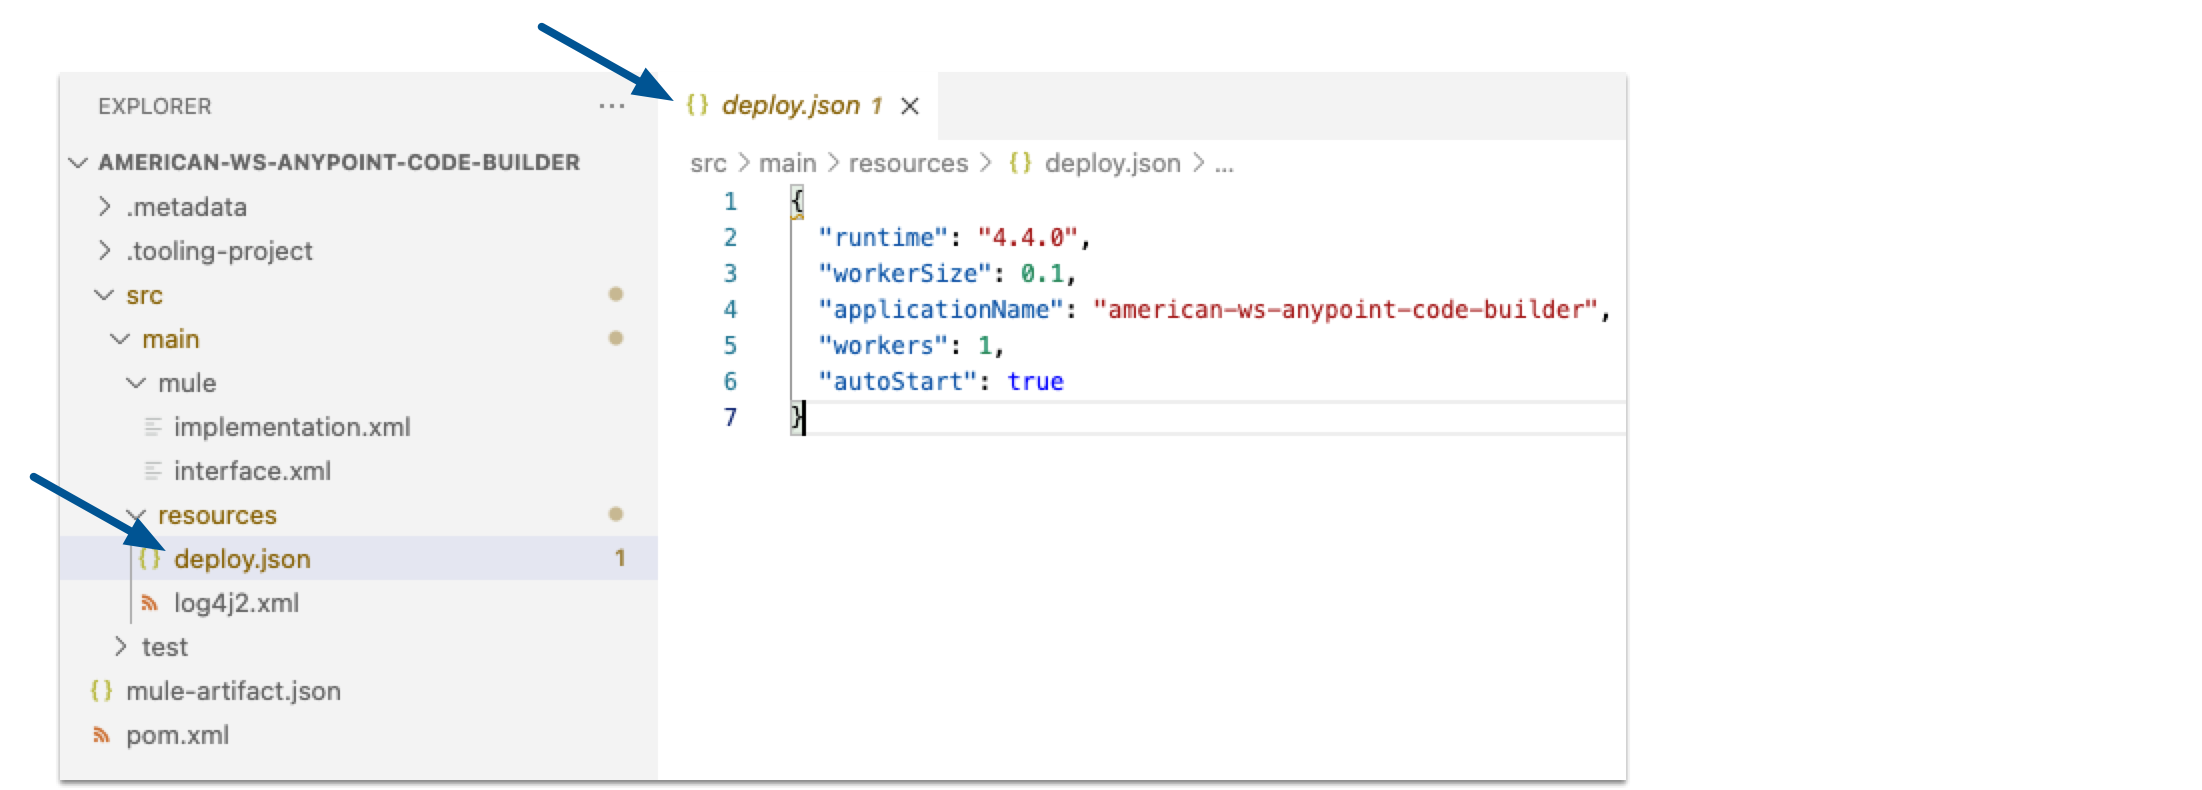 EXPLORER ...
AMERICAN-WS-ANYPOINT-CODE-BUILDER
.metadata
.tooling-project
src
main
mule
implementation.xml
interface.xml
resources
{} deploy.json 1
log4j2.xml
test
{} mule-artifact.json
pom.xml
{} deploy.json 1
src > main > resources > {} deploy.json > ...
1 {
2 "runtime": "4.4.0",
3 "workerSize": 0.1,
4 "applicationName": "american-ws-anypoint-code-builder",
5 "workers": 1,
6 "autoStart": true
7 }